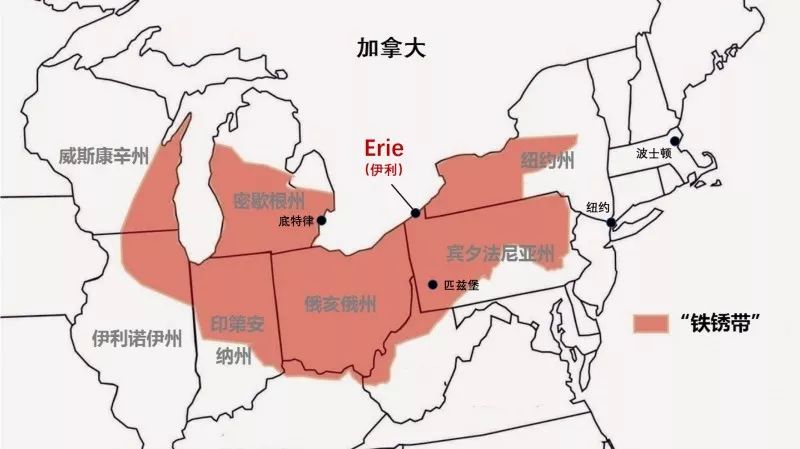 加拿大
威斯康辛州
Erie
(伊利)
纽约州
波士顿
密歇根州
底特律
纽约
宾夕法尼亚州
匹兹堡
俄亥俄州
印第安
纳州
伊利诺伊州
“铁锈带”